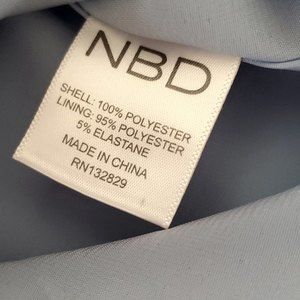 NBD
SHELL: 100% POLYESTER
LINING: 95% POLYESTER
5% ELASTANE
MADE IN CHINA
RN132829